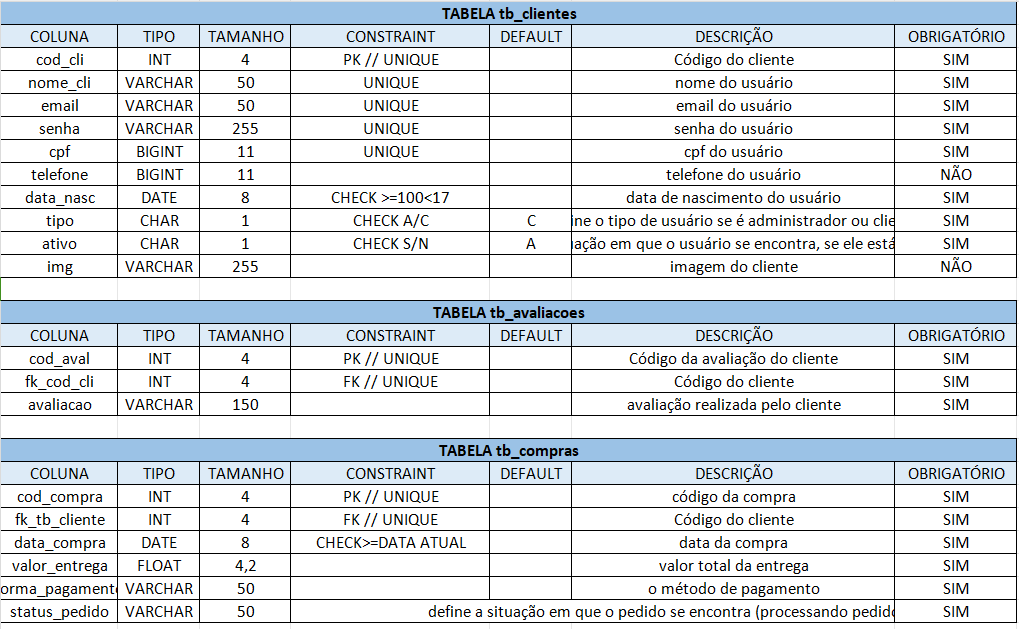 TABELA tb_clientes
COLUNA TIPO TAMANHO CONSTRAINT DEFAULT DESCRIÇÃO OBRIGATÓRIO
cod_cli INT 4 PK // UNIQUE Código do cliente SIM
nome_cli VARCHAR 50 UNIQUE nome do usuário SIM
email VARCHAR 50 UNIQUE email do usuário SIM
senha VARCHAR 255 UNIQUE senha do usuário SIM
cpf BIGINT 11 UNIQUE cpf do usuário SIM
telefone BIGINT 11 telefone do usuário NÃO
data_nasc DATE 8 CHECK >=100<17 data de nascimento do usuário SIM
tipo CHAR 1 CHECK A/C C ine o tipo de usuário se é administrador ou clie SIM
ativo CHAR 1 CHECK S/N A uação em que o usuário se encontra, se ele está SIM
img VARCHAR 255 imagem do cliente NÃO
TABELA tb_avaliacoes
COLUNA TIPO TAMANHO CONSTRAINT DEFAULT DESCRIÇÃO OBRIGATÓRIO
cod_aval INT 4 PK // UNIQUE Código da avaliação do cliente SIM
fk_cod_cli INT 4 FK // UNIQUE Código do cliente SIM
avaliacao VARCHAR 150 avaliação realizada pelo cliente SIM
TABELA tb_compras
COLUNA TIPO TAMANHO CONSTRAINT DEFAULT DESCRIÇÃO OBRIGATÓRIO
cod_compra INT 4 PK // UNIQUE código da compra SIM
fk_tb_cliente INT 4 FK // UNIQUE Código do cliente SIM
data_compra DATE 8 CHECK>=DATA ATUAL data da compra SIM
valor_entrega FLOAT 4,2 valor total da entrega SIM
orma_pagament VARCHAR 50 o método de pagamento SIM
status_pedido VARCHAR 50 define a situação em que o pedido se encontra (processando pedid SIM